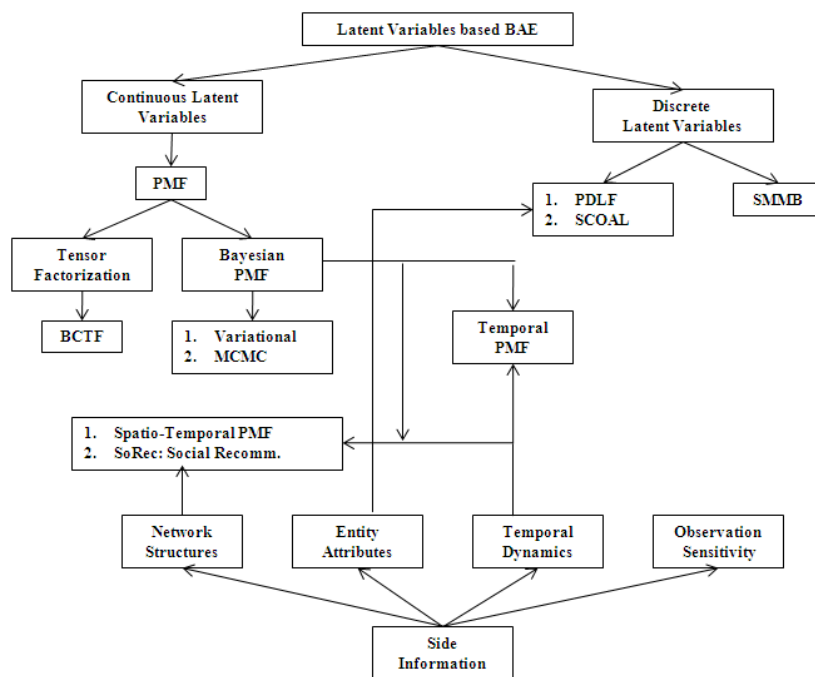 Latent Variables based BAE
Continuous Latent
Variables
Discrete
Latent Variables
PMF
1. PDLF
2. SCOAL
SMMB
Tensor
Factorization
Bayesian
PMF
BCTF
1. Variational
2. MCMC
Temporal
PMF
1. Spatio-Temporal PMF
2. SoRec: Social Recomm.
Network
Structures
Entity
Attributes
Temporal
Dynamics
Observation
Sensitivity
Side
Information